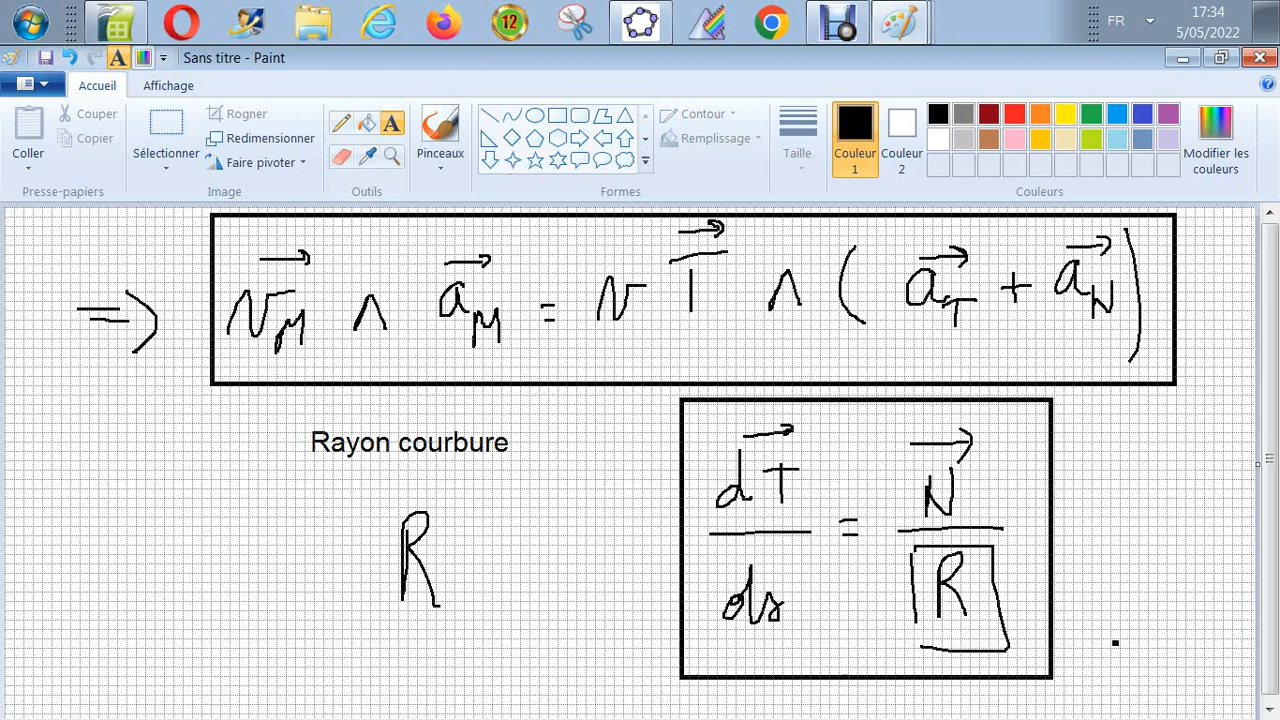 12
FR
17:34
5/05/2022
Sans titre - Paint
Accueil
Affichage
Coller
Couper
Copier
Presse-papiers
Sélectionner
Rogner
Redimensionner
Faire pivoter
Image
A
Outils
Pinceaux
Formes
Contour
Remplissage
Taille
Couleur 1
Couleur 2
Modifier les couleurs
Couleurs
=> v⃗_M ∧ a⃗_M = v T⃗ ∧ (a⃗_T + a⃗_N)
Rayon courbure
R
dT⃗/ds = N⃗/R